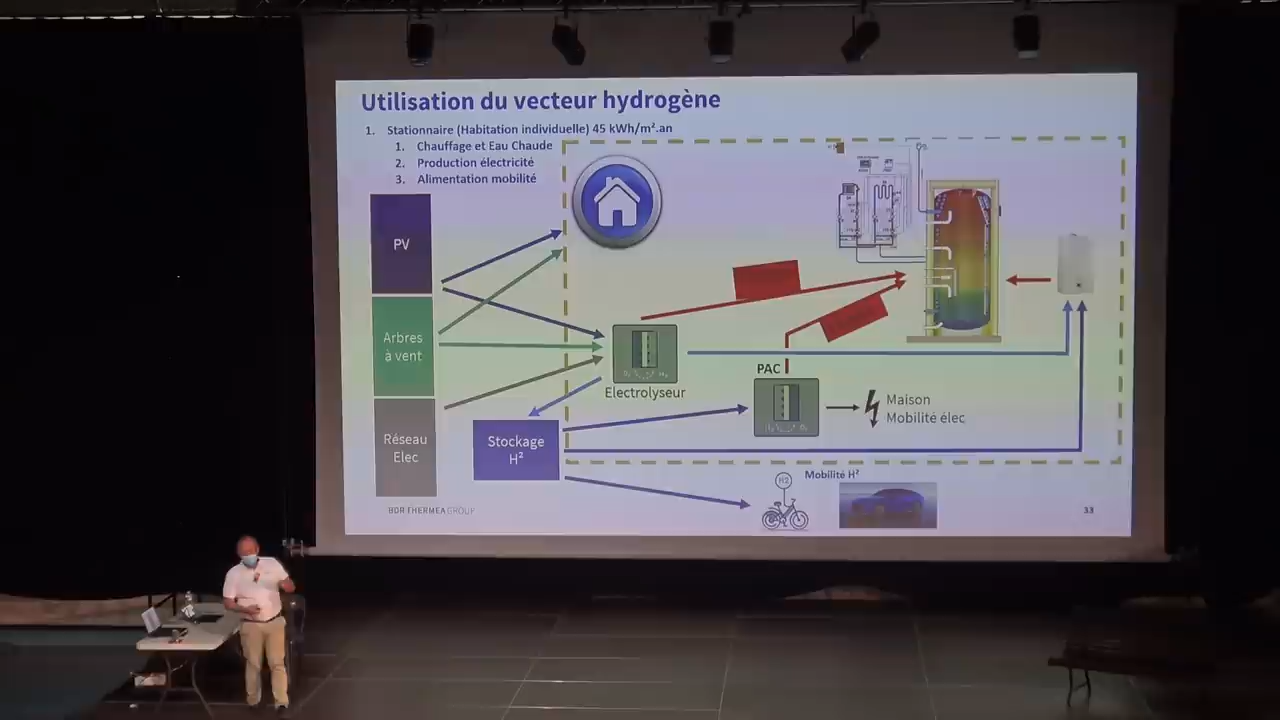 Utilisation du vecteur hydrogène
1. Stationnaire (Habitation individuelle) 45 kWh/m².an
1. Chauffage et Eau Chaude
2. Production électricité
3. Alimentation mobilité
PV
Arbres
à vent
Réseau
Elec
Electrolyseur
Stockage
H²
PAC
Maison
Mobilité élec
Mobilité H²
H2
BDR THERMEA GROUP
33